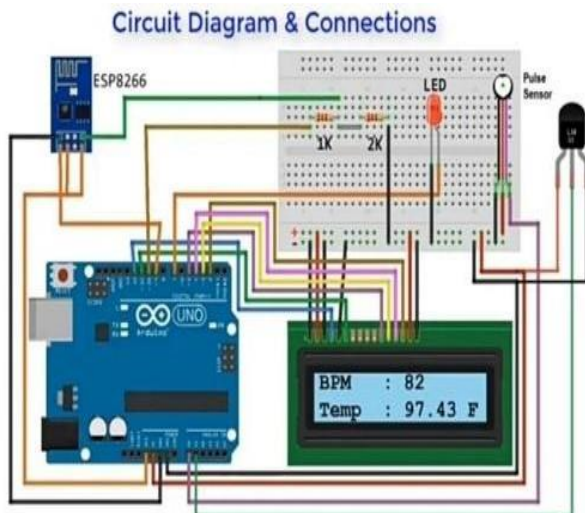 Circuit Diagram & Connections
ESP8266
LED
Pulse
Sensor
1K
2K
UNO
BPM : 82
Temp : 97.43 F